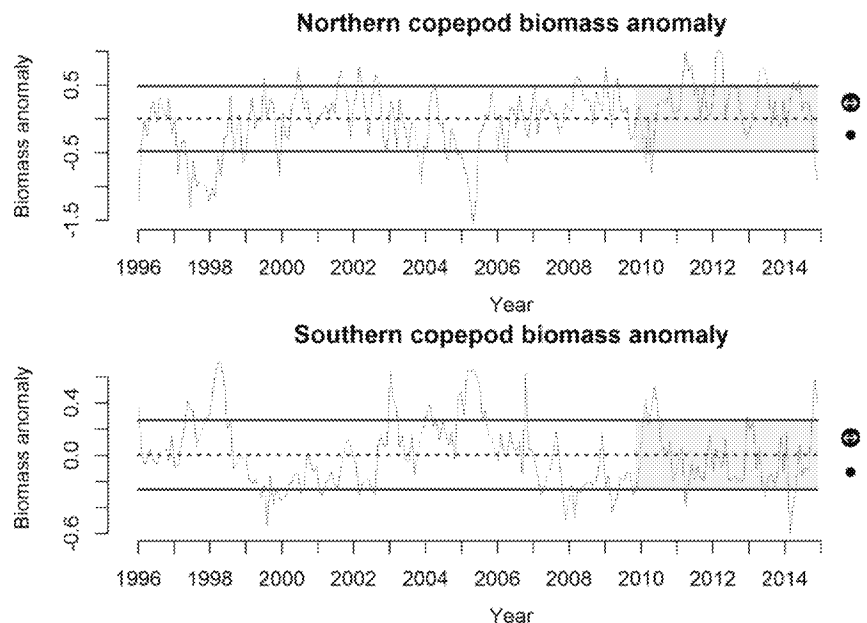 Northern copepod biomass anomaly
Biomass anomaly
0.5
-0.5
-1.5
1996 1998 2000 2002 2004 2006 2008 2010 2012 2014
Year
Southern copepod biomass anomaly
Biomass anomaly
0.4
0.0
-0.6
1996 1998 2000 2002 2004 2006 2008 2010 2012 2014
Year